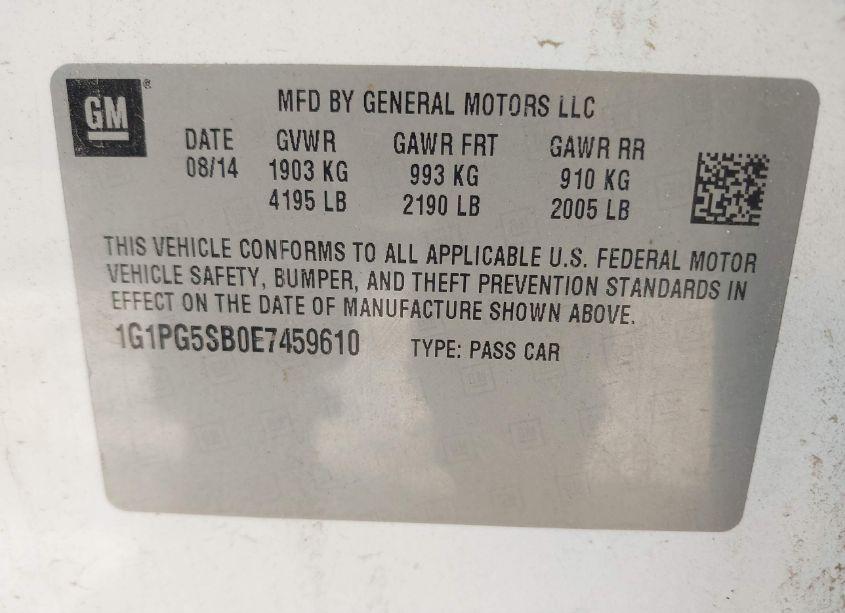 GM ®
MFD BY GENERAL MOTORS LLC
DATE GVWR GAWR FRT GAWR RR
08/14 1903 KG 993 KG 910 KG
4195 LB 2190 LB 2005 LB
THIS VEHICLE CONFORMS TO ALL APPLICABLE U.S. FEDERAL MOTOR
VEHICLE SAFETY, BUMPER, AND THEFT PREVENTION STANDARDS IN
EFFECT ON THE DATE OF MANUFACTURE SHOWN ABOVE.
1G1PG5SB0E7459610 TYPE: PASS CAR